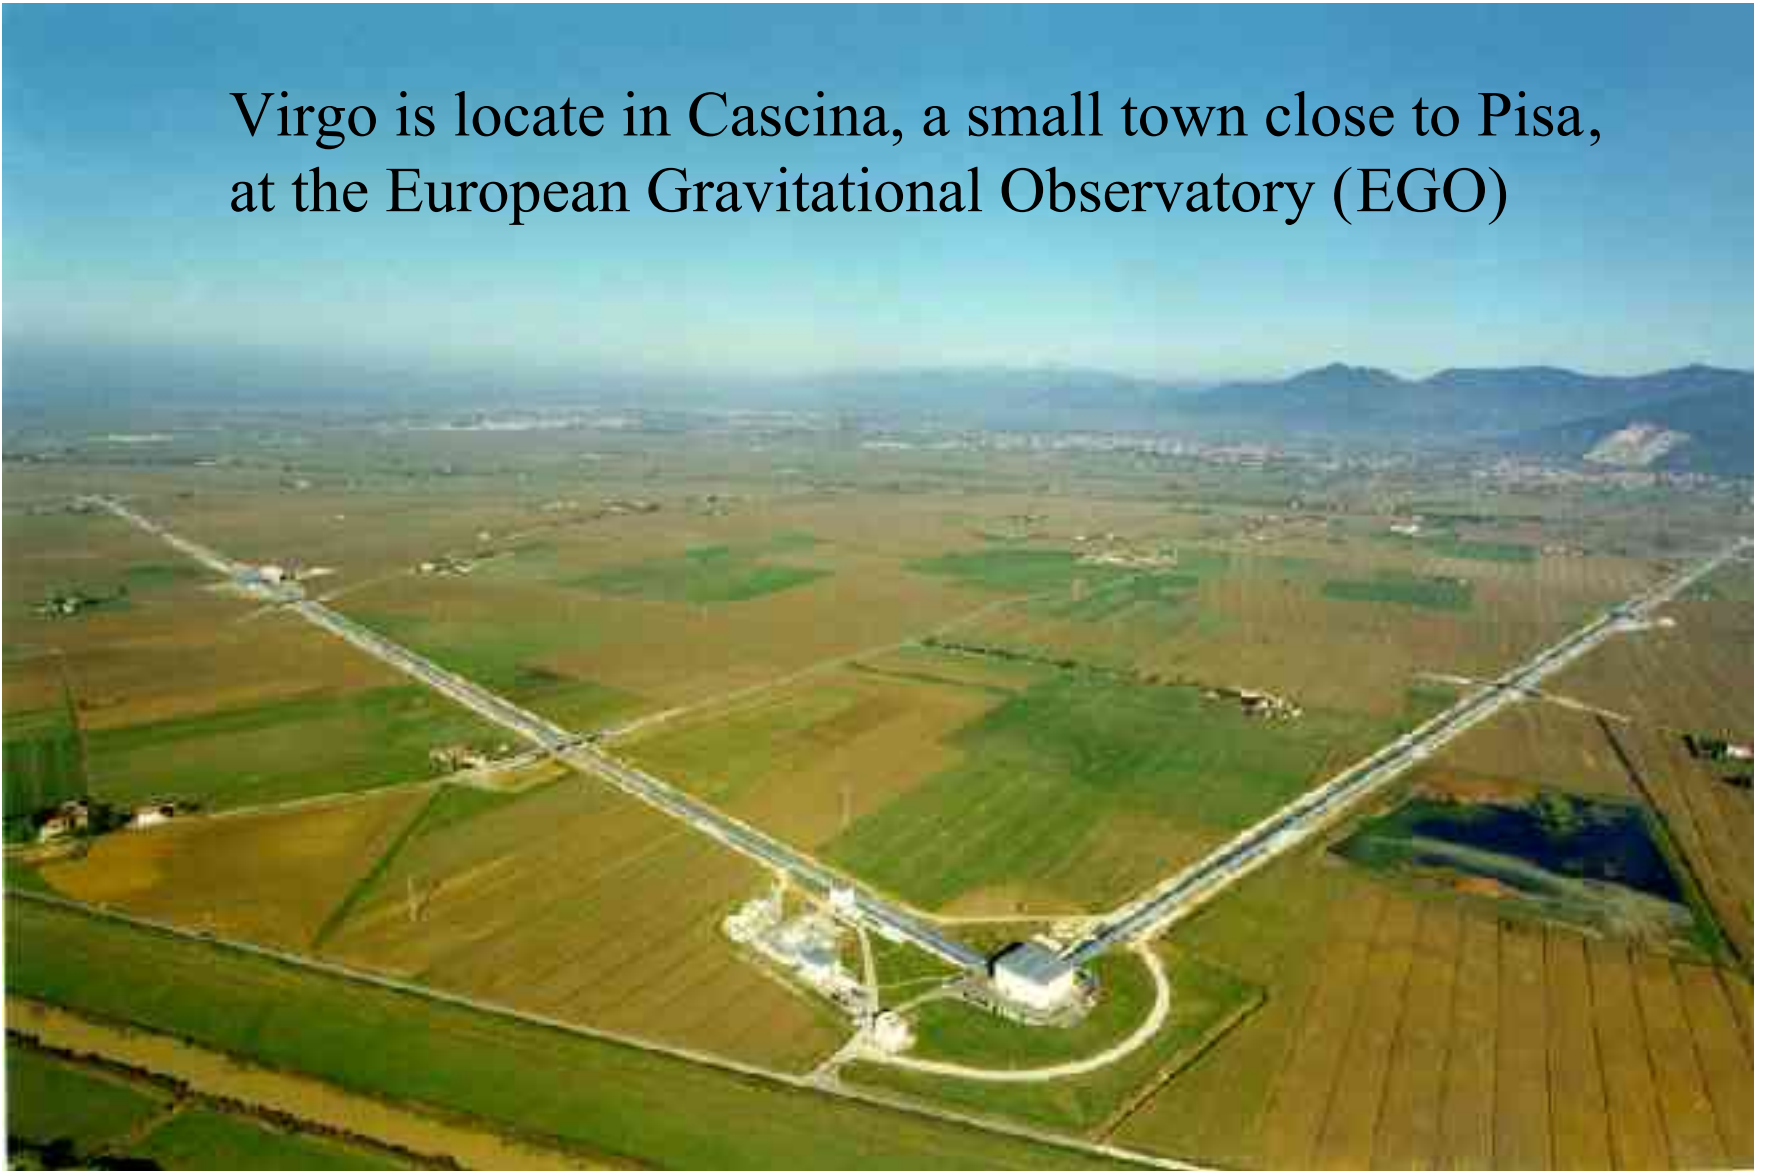 Virgo is locate in Cascina, a small town close to Pisa,
at the European Gravitational Observatory (EGO)